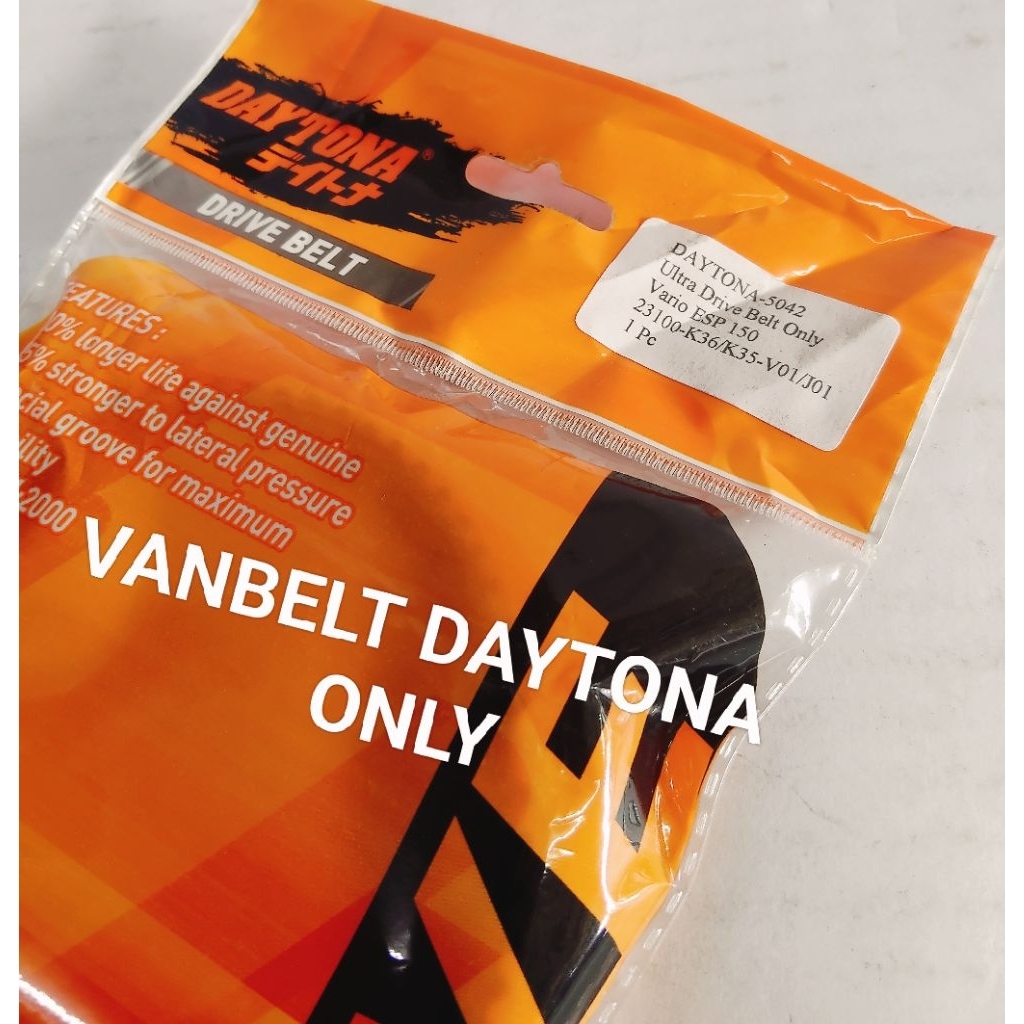 DAYTONA®
デイトナ
DRIVE BELT
DAYTONA-5042
Ultra Drive Belt Only
Vario ESP 150
23100-K36/K35-V01/J01
1 Pc
longer life against genuine
stronger to lateral pressure
groove for maximum
2000
VANBELT DAYTONA
ONLY